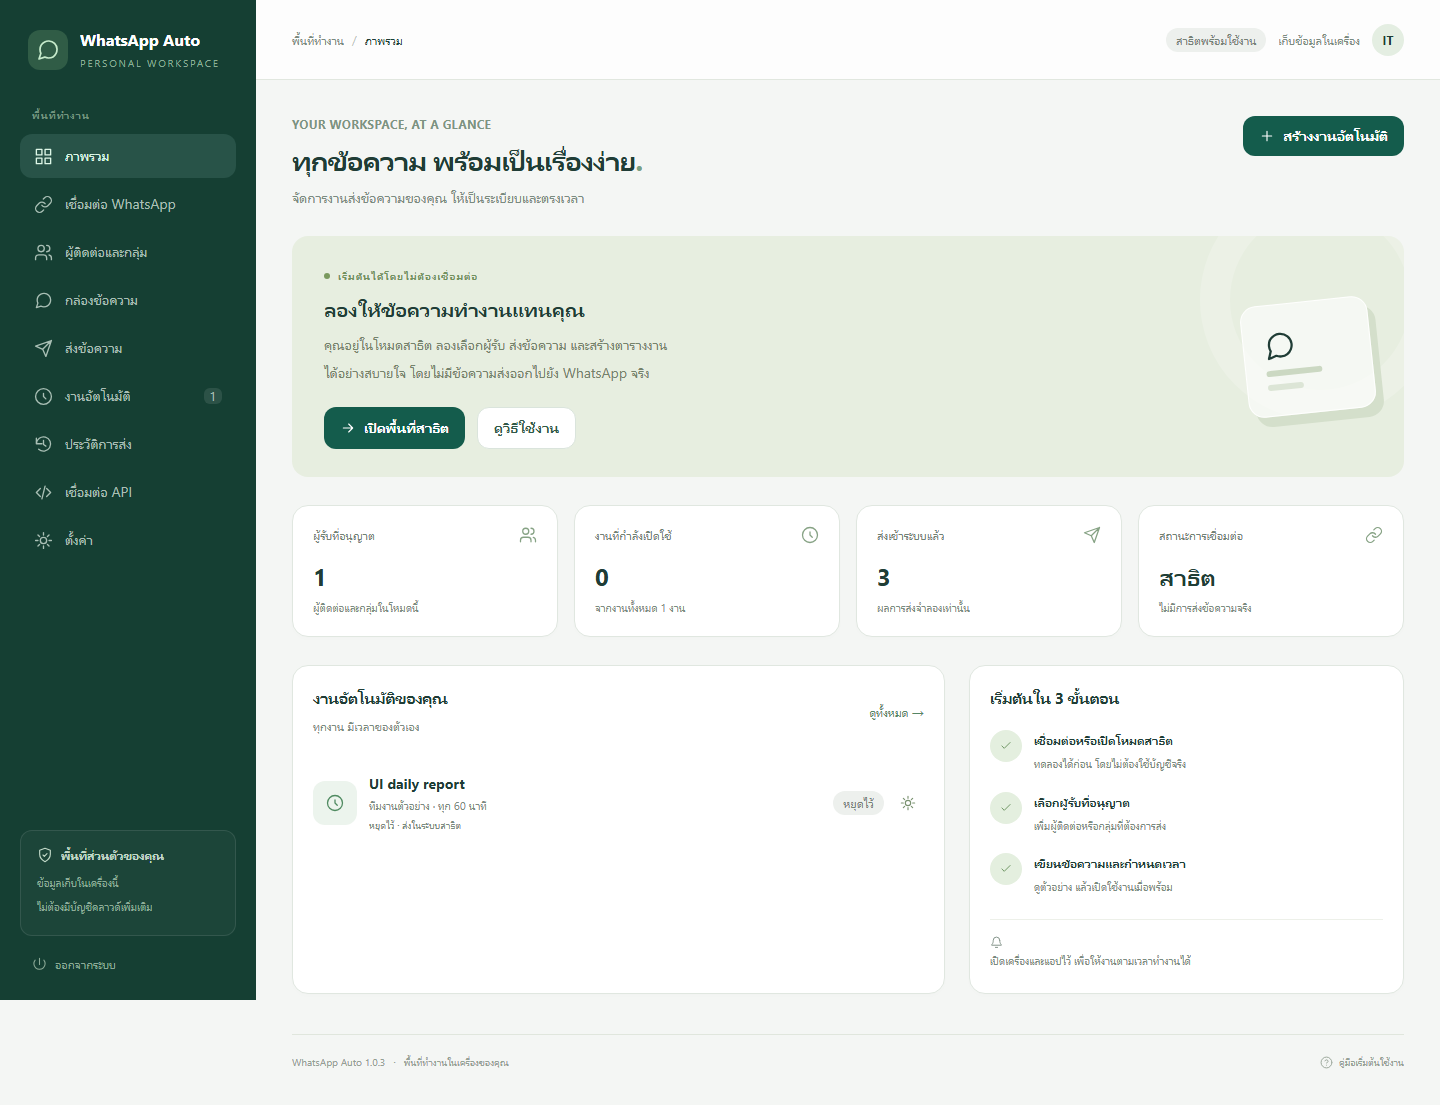 WhatsApp Auto
PERSONAL WORKSPACE
พื้นที่ทำงาน
ภาพรวม
เชื่อมต่อ WhatsApp
ผู้ติดต่อและกลุ่ม
กล่องข้อความ
ส่งข้อความ
งานอัตโนมัติ 1
ประวัติการส่ง
เชื่อมต่อ API
ตั้งค่า
พื้นที่ส่วนตัวของคุณ
ข้อมูลเก็บในเครื่องนี้
ไม่ต้องมีบัญชีคลาวด์เพิ่มเติม
ออกจากระบบ
พื้นที่ทำงาน / ภาพรวม
สาธิตพร้อมใช้งาน เก็บข้อมูลในเครื่อง IT
YOUR WORKSPACE, AT A GLANCE
ทุกข้อความ พร้อมเป็นเรื่องง่าย.
จัดการงานส่งข้อความของคุณ ให้เป็นระเบียบและตรงเวลา
+ สร้างงานอัตโนมัติ
เริ่มต้นได้โดยไม่ต้องเชื่อมต่อ
ลองให้ข้อความทำงานแทนคุณ
คุณอยู่ในโหมดสาธิต ลองเลือกผู้รับ ส่งข้อความ และสร้างตารางงาน
ได้อย่างสบายใจ โดยไม่มีข้อความส่งออกไปยัง WhatsApp จริง
→ เปิดพื้นที่สาธิต
ดูวิธีใช้งาน
ผู้รับที่อนุญาต
1
ผู้ติดต่อและกลุ่มในโหมดนี้
งานที่กำลังเปิดใช้
0
จากงานทั้งหมด 1 งาน
ส่งเข้าระบบแล้ว
3
ผลการส่งจำลองเท่านั้น
สถานะการเชื่อมต่อ
สาธิต
ไม่มีการส่งข้อความจริง
งานอัตโนมัติของคุณ
ทุกงาน มีเวลาของตัวเอง
ดูทั้งหมด →
UI daily report
ทีมงานตัวอย่าง · ทุก 60 นาที
หยุดไว้ · ส่งในระบบสาธิต
หยุดไว้
เริ่มต้นใน 3 ขั้นตอน
เชื่อมต่อหรือเปิดโหมดสาธิต
ทดลองได้ก่อน โดยไม่ต้องใช้บัญชีจริง
เลือกผู้รับที่อนุญาต
เพิ่มผู้ติดต่อหรือกลุ่มที่ต้องการส่ง
เขียนข้อความและกำหนดเวลา
ดูตัวอย่าง แล้วเปิดใช้งานเมื่อพร้อม
เปิดเครื่องและแอปไว้ เพื่อให้งานตามเวลาทำงานได้
WhatsApp Auto 1.0.3 · พื้นที่ทำงานในเครื่องของคุณ
คู่มือเริ่มต้นใช้งาน